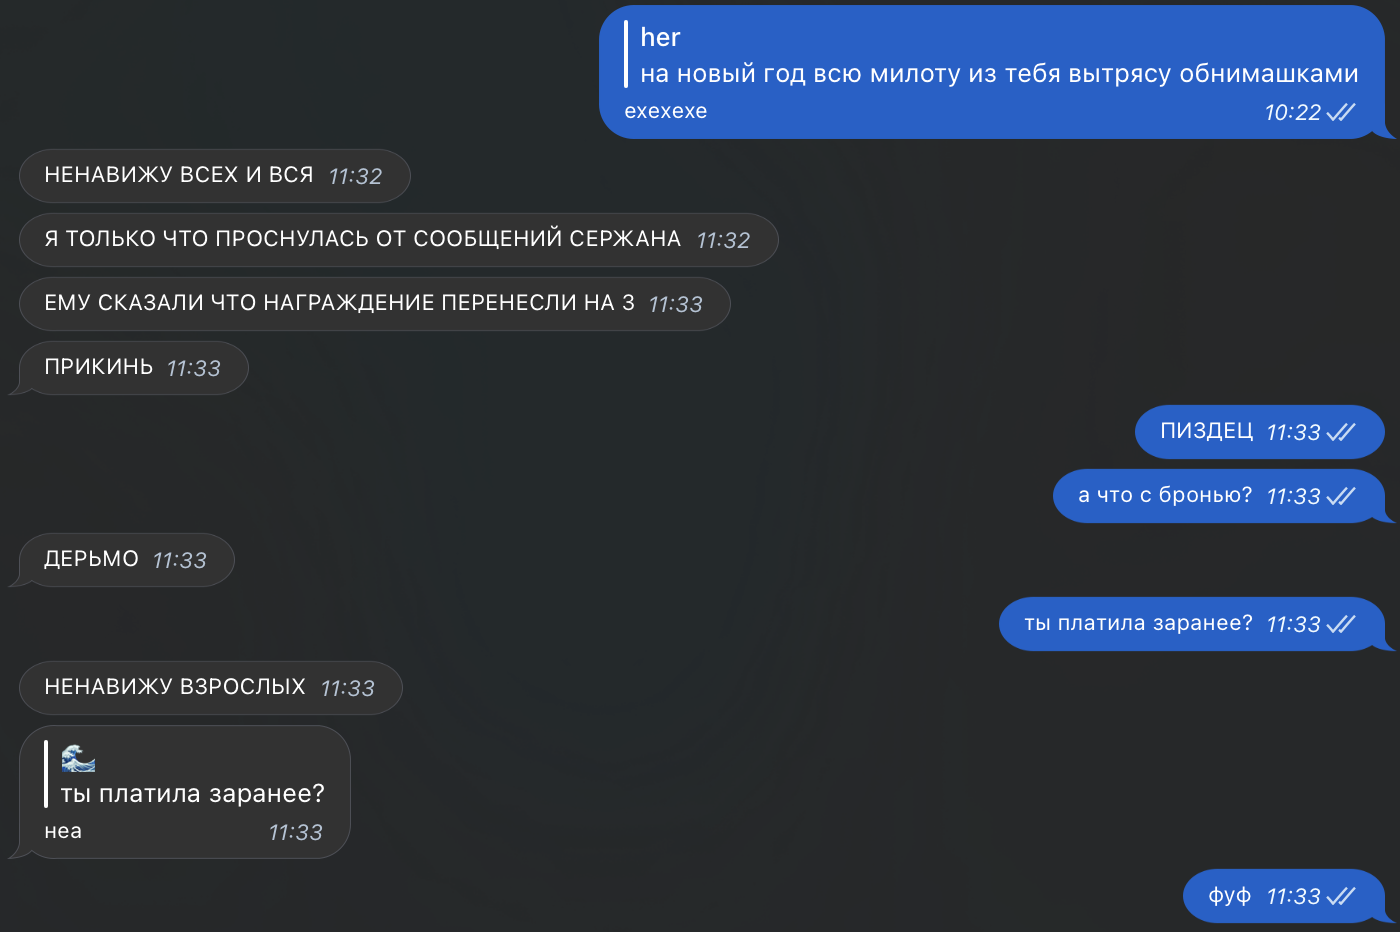 her
на новый год всю милоту из тебя вытрясу обнимашками
ехехехе 10:22
НЕНАВИЖУ ВСЕХ И ВСЯ 11:32
Я ТОЛЬКО ЧТО ПРОСНУЛАСЬ ОТ СООБЩЕНИЙ СЕРЖАНА 11:32
ЕМУ СКАЗАЛИ ЧТО НАГРАЖДЕНИЕ ПЕРЕНЕСЛИ НА 3 11:33
ПРИКИНЬ 11:33
ПИЗДЕЦ 11:33
а что с бронью? 11:33
ДЕРЬМО 11:33
ты платила заранее? 11:33
НЕНАВИЖУ ВЗРОСЛЫХ 11:33
🌊
ты платила заранее?
неа 11:33
фуф 11:33